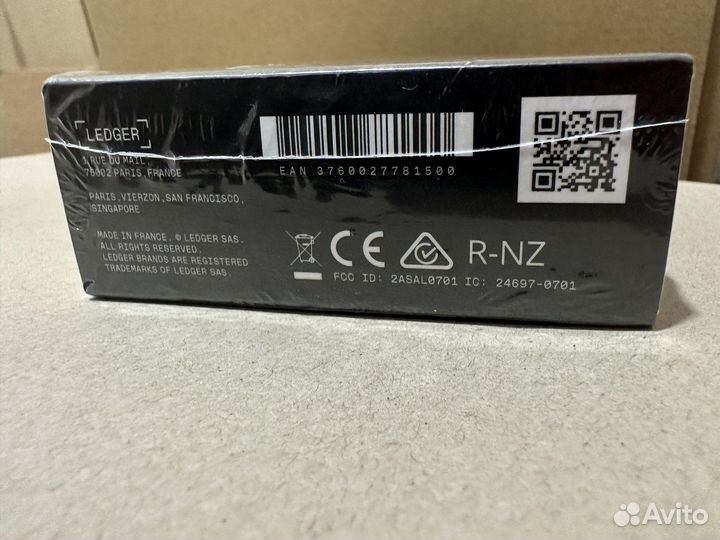 LEDGER
1 RUE DU MAIL,
75002 PARIS, FRANCE
PARIS, VIERZON, SAN FRANCISCO,
SINGAPORE
MADE IN FRANCE. © LEDGER SAS.
ALL RIGHTS RESERVED.
LEDGER BRANDS ARE REGISTERED
TRADEMARKS OF LEDGER SAS.
EAN 3760027781500
CE R-NZ
FCC ID: 2ASAL0701 IC: 24697-0701
Avito